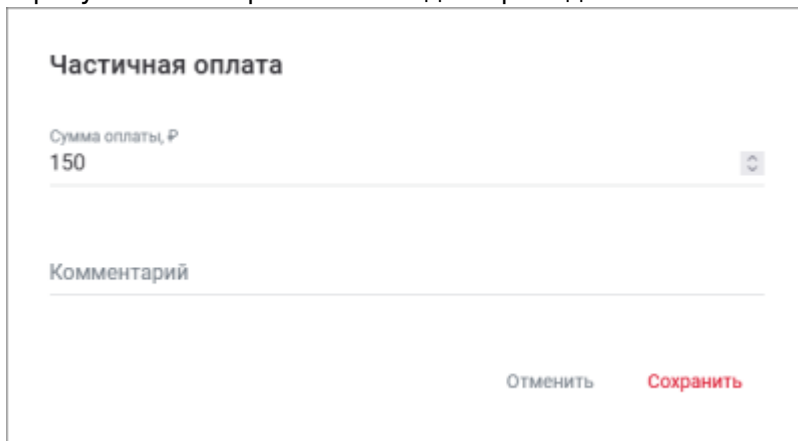 Частичная оплата
Сумма оплаты, ₽
150
Комментарий
Отменить Сохранить